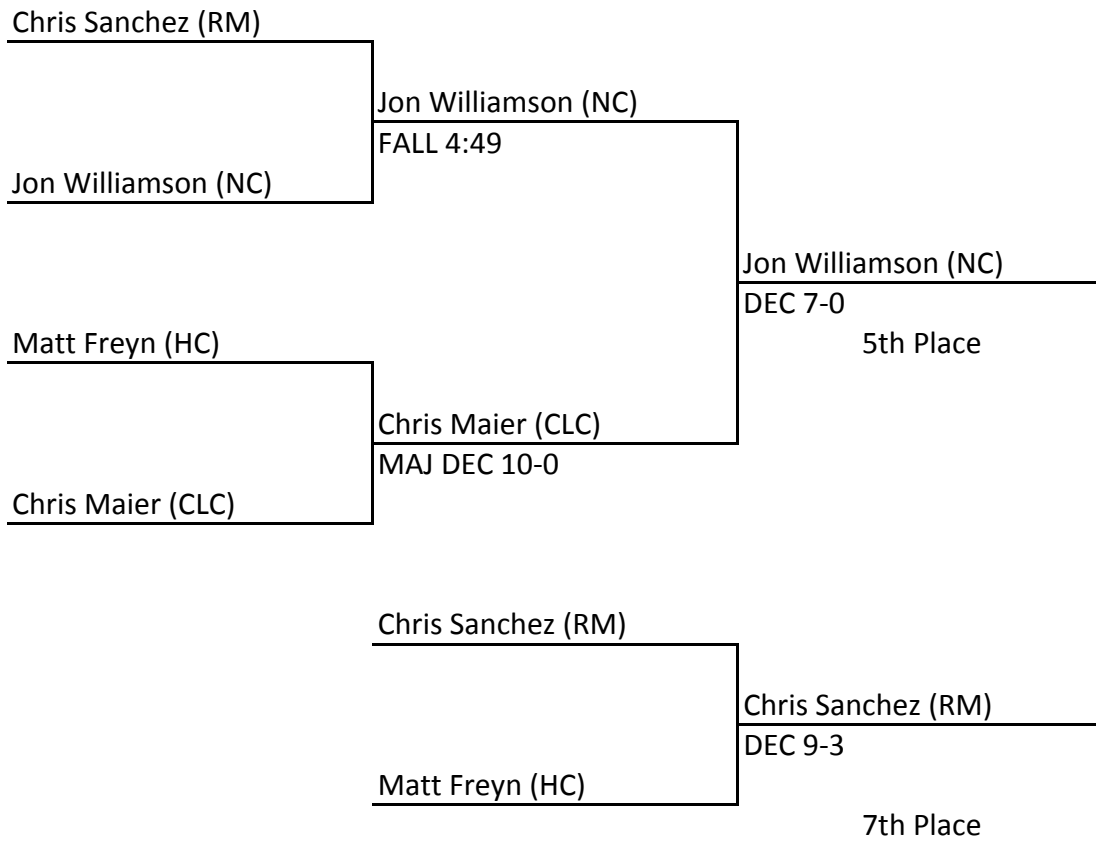 Chris Sanchez (RM)
Jon Williamson (NC)
FALL 4:49
Jon Williamson (NC)
Jon Williamson (NC)
DEC 7-0
Matt Freyn (HC)
5th Place
Chris Maier (CLC)
MAJ DEC 10-0
Chris Maier (CLC)
Chris Sanchez (RM)
Chris Sanchez (RM)
DEC 9-3
Matt Freyn (HC)
7th Place